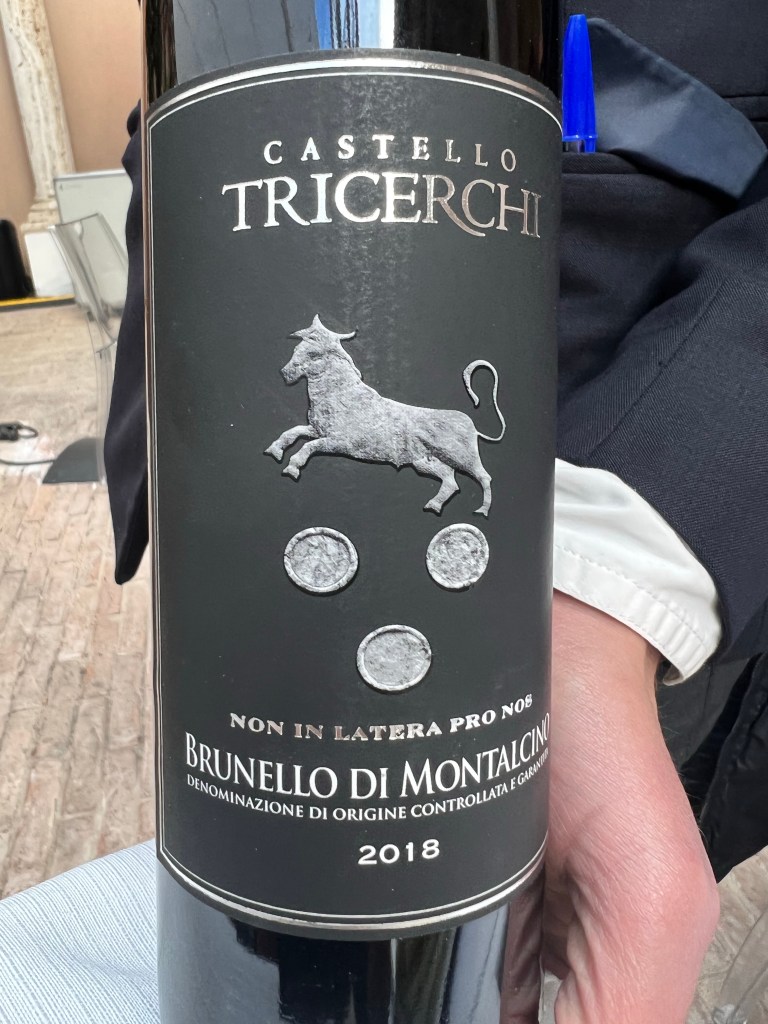 CASTELLO
TRICERCHI
NON IN LATERA PRO NOS
BRUNELLO DI MONTALCINO
DENOMINAZIONE DI ORIGINE CONTROLLATA E GARANTITA
2018